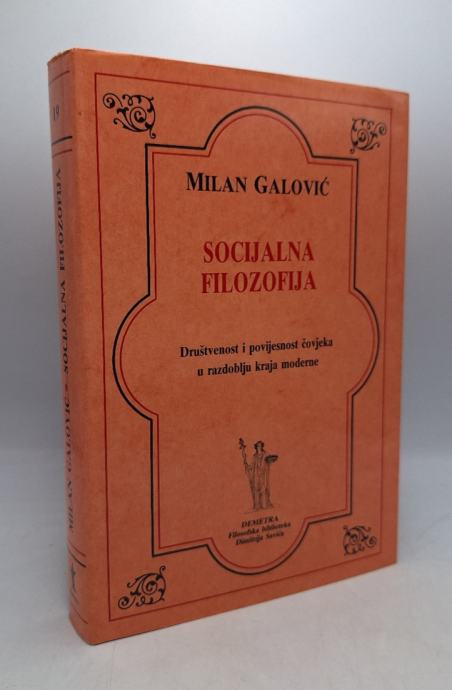 MILAN GALOVIĆ
SOCIJALNA
FILOZOFIJA
Društvenost i povijesnost čovjeka
u razdoblju kraja moderne
DEMETRA
Filosofska biblioteka
Dimitrija Savića
19
MILAN GALOVIĆ - SOCIJALNA FILOZOFIJA